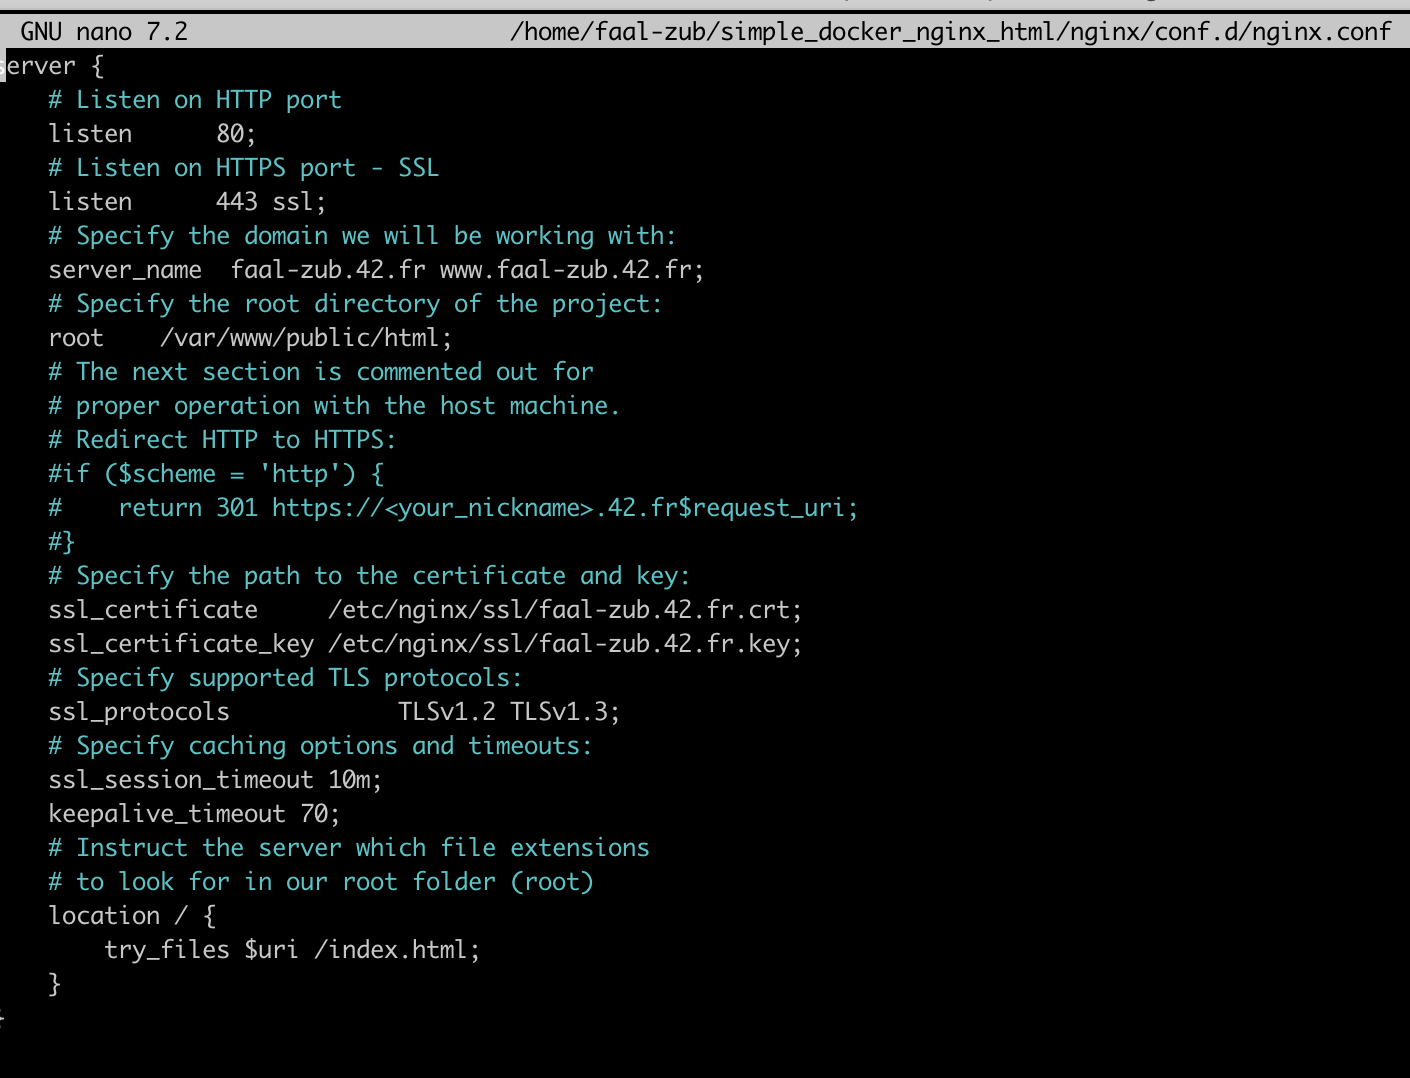 GNU nano 7.2 /home/faal-zub/simple_docker_nginx_html/nginx/conf.d/nginx.conf
server {
# Listen on HTTP port
listen 80;
# Listen on HTTPS port - SSL
listen 443 ssl;
# Specify the domain we will be working with:
server_name faal-zub.42.fr www.faal-zub.42.fr;
# Specify the root directory of the project:
root /var/www/public/html;
# The next section is commented out for
# proper operation with the host machine.
# Redirect HTTP to HTTPS:
#if ($scheme = 'http') {
# return 301 https://<your_nickname>.42.fr$request_uri;
#}
# Specify the path to the certificate and key:
ssl_certificate /etc/nginx/ssl/faal-zub.42.fr.crt;
ssl_certificate_key /etc/nginx/ssl/faal-zub.42.fr.key;
# Specify supported TLS protocols:
ssl_protocols TLSv1.2 TLSv1.3;
# Specify caching options and timeouts:
ssl_session_timeout 10m;
keepalive_timeout 70;
# Instruct the server which file extensions
# to look for in our root folder (root)
location / {
try_files $uri /index.html;
}
}